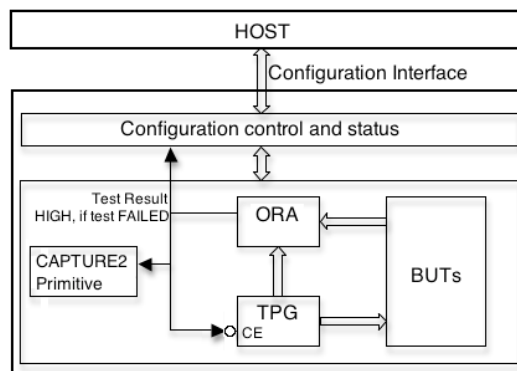 HOST
Configuration Interface
Configuration control and status
Test Result
HIGH, if test FAILED
ORA
CAPTURE2
Primitive
BUTs
TPG
CE